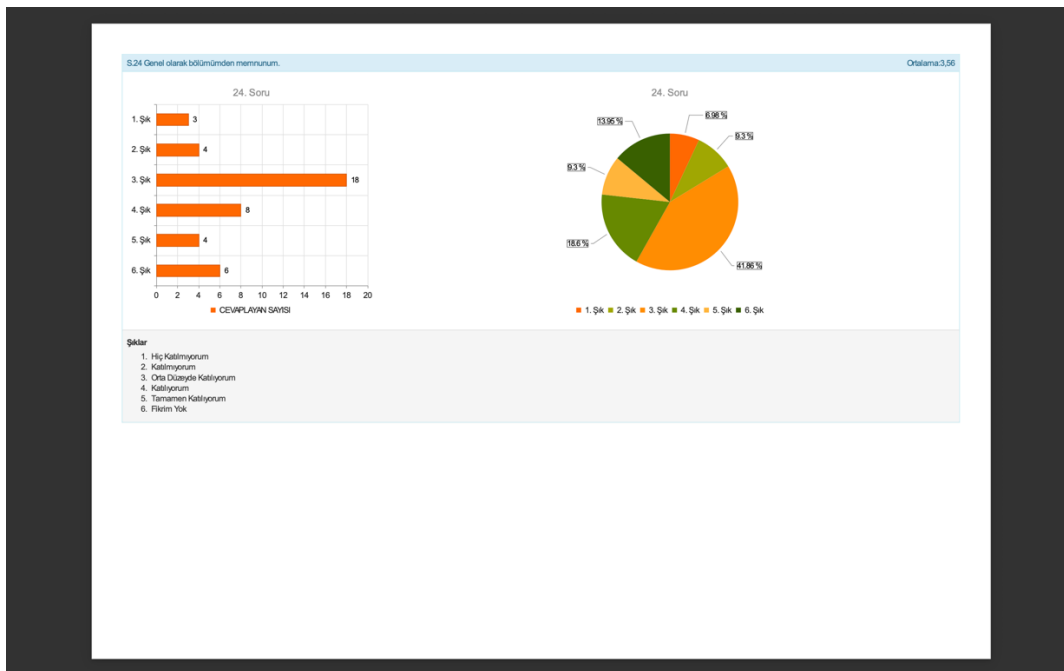 S.24 Genel olarak bölümümden memnunum. Ortalama:3,56
24. Soru
1. Şık 3
2. Şık 4
3. Şık 18
4. Şık 8
5. Şık 4
6. Şık 6
0 2 4 6 8 10 12 14 16 18 20
CEVAPLAYAN SAYISI
24. Soru
6.98 %
9.3 %
41.86 %
18.6 %
9.3 %
13.95 %
1. Şık 2. Şık 3. Şık 4. Şık 5. Şık 6. Şık
Şıklar
1. Hiç Katılmıyorum
2. Katılmıyorum
3. Orta Düzeyde Katılıyorum
4. Katılıyorum
5. Tamamen Katılıyorum
6. Fikrim Yok